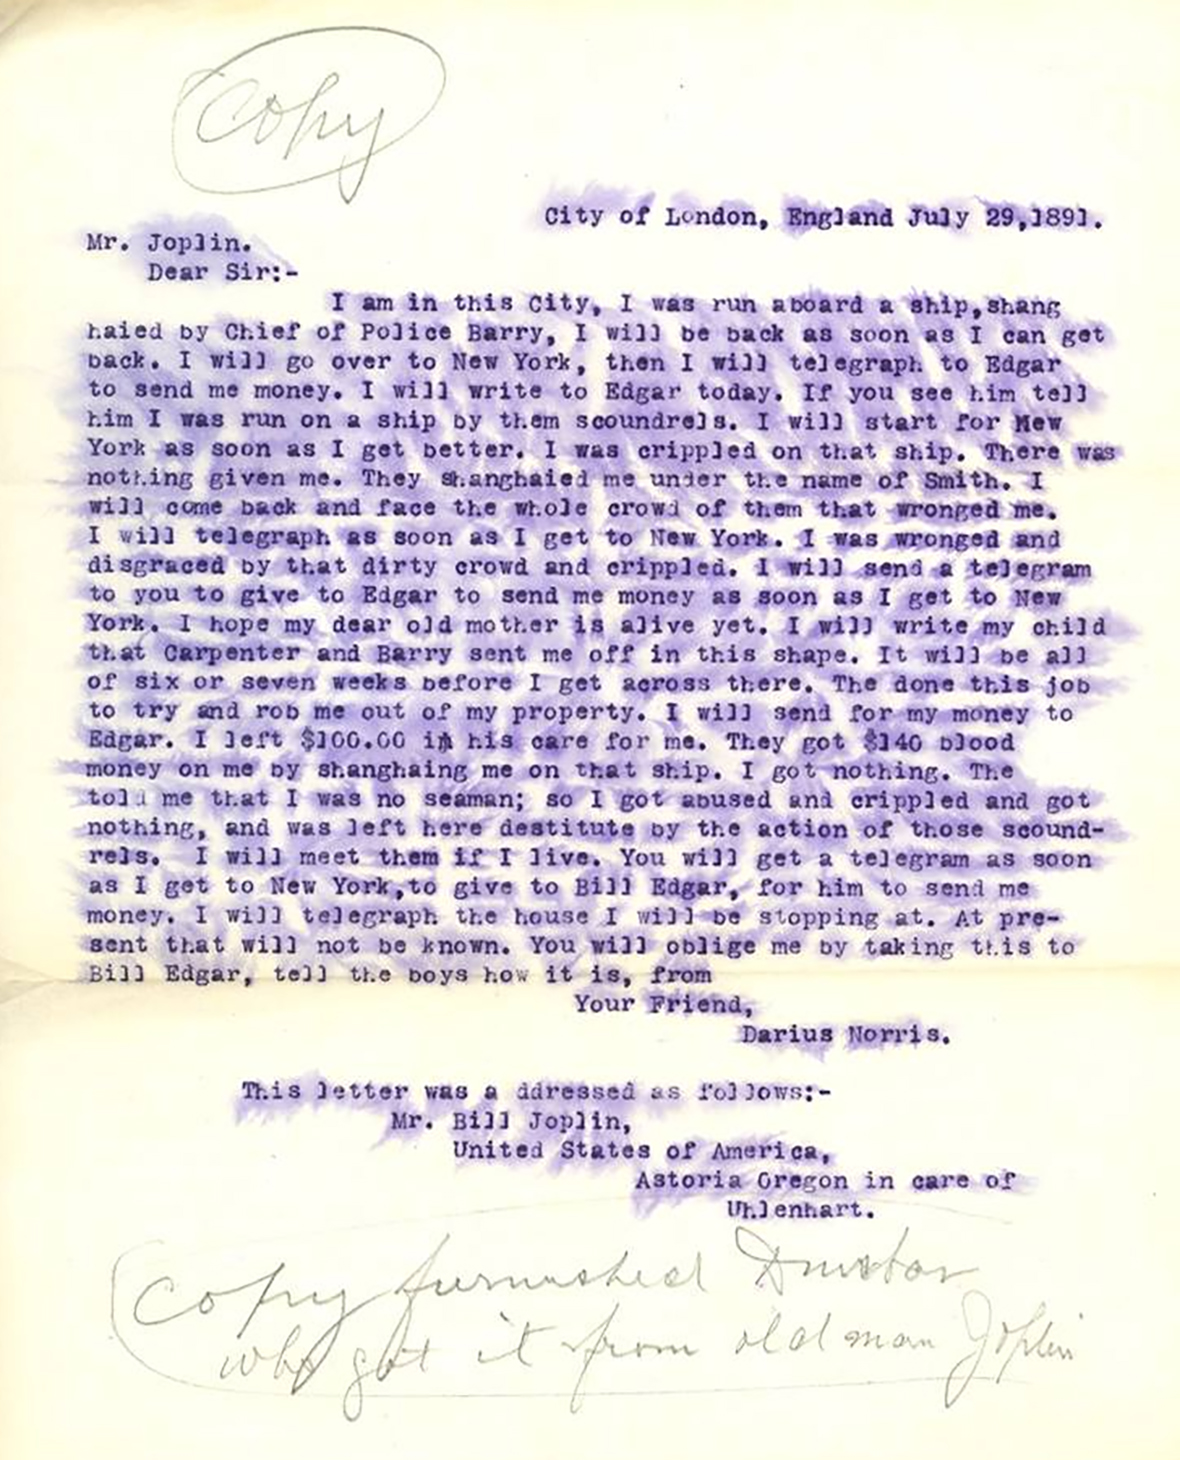 Copy
City of London, England July 29,1891.
Mr. Joplin.
Dear Sir:-
I am in this City, I was run aboard a ship,shang
haied by Chief of Police Barry, I will be back as soon as I can get
back. I will go over to New York, then I will telegraph to Edgar
to send me money. I will write to Edgar today. If you see him tell
him I was run on a ship by them scoundrels. I will start for New
York as soon as I get better. I was crippled on that ship. There was
nothing given me. They shanghaied me under the name of Smith. I
will come back and face the whole crowd of them that wronged me.
I will telegraph as soon as I get to New York. I was wronged and
disgraced by that dirty crowd and crippled. I will send a telegram
to you to give to Edgar to send me money as soon as I get to New
York. I hope my dear old mother is alive yet. I will write my child
that Carpenter and Barry sent me off in this shape. It will be all
of six or seven weeks before I get across there. The done this job
to try and rob me out of my property. I will send for my money to
Edgar. I left $100.00 in his care for me. They got $140 blood
money on me by shanghaing me on that ship. I got nothing. The
told me that I was no seaman; so I got abused and crippled and got
nothing, and was left here destitute by the action of those scound-
rels. I will meet them if I live. You will get a telegram as soon
as I get to New York,to give to Bill Edgar, for him to send me
money. I will telegraph the house I will be stopping at. At pre-
sent that will not be known. You will oblige me by taking this to
Bill Edgar, tell the boys how it is, from
Your Friend,
Darius Norris.
This letter was a ddressed as follows:-
Mr. Bill Joplin,
United States of America,
Astoria Oregon in care of
Uhlenhart.
Copy furnished Dunbar
who got it from old man Joplin